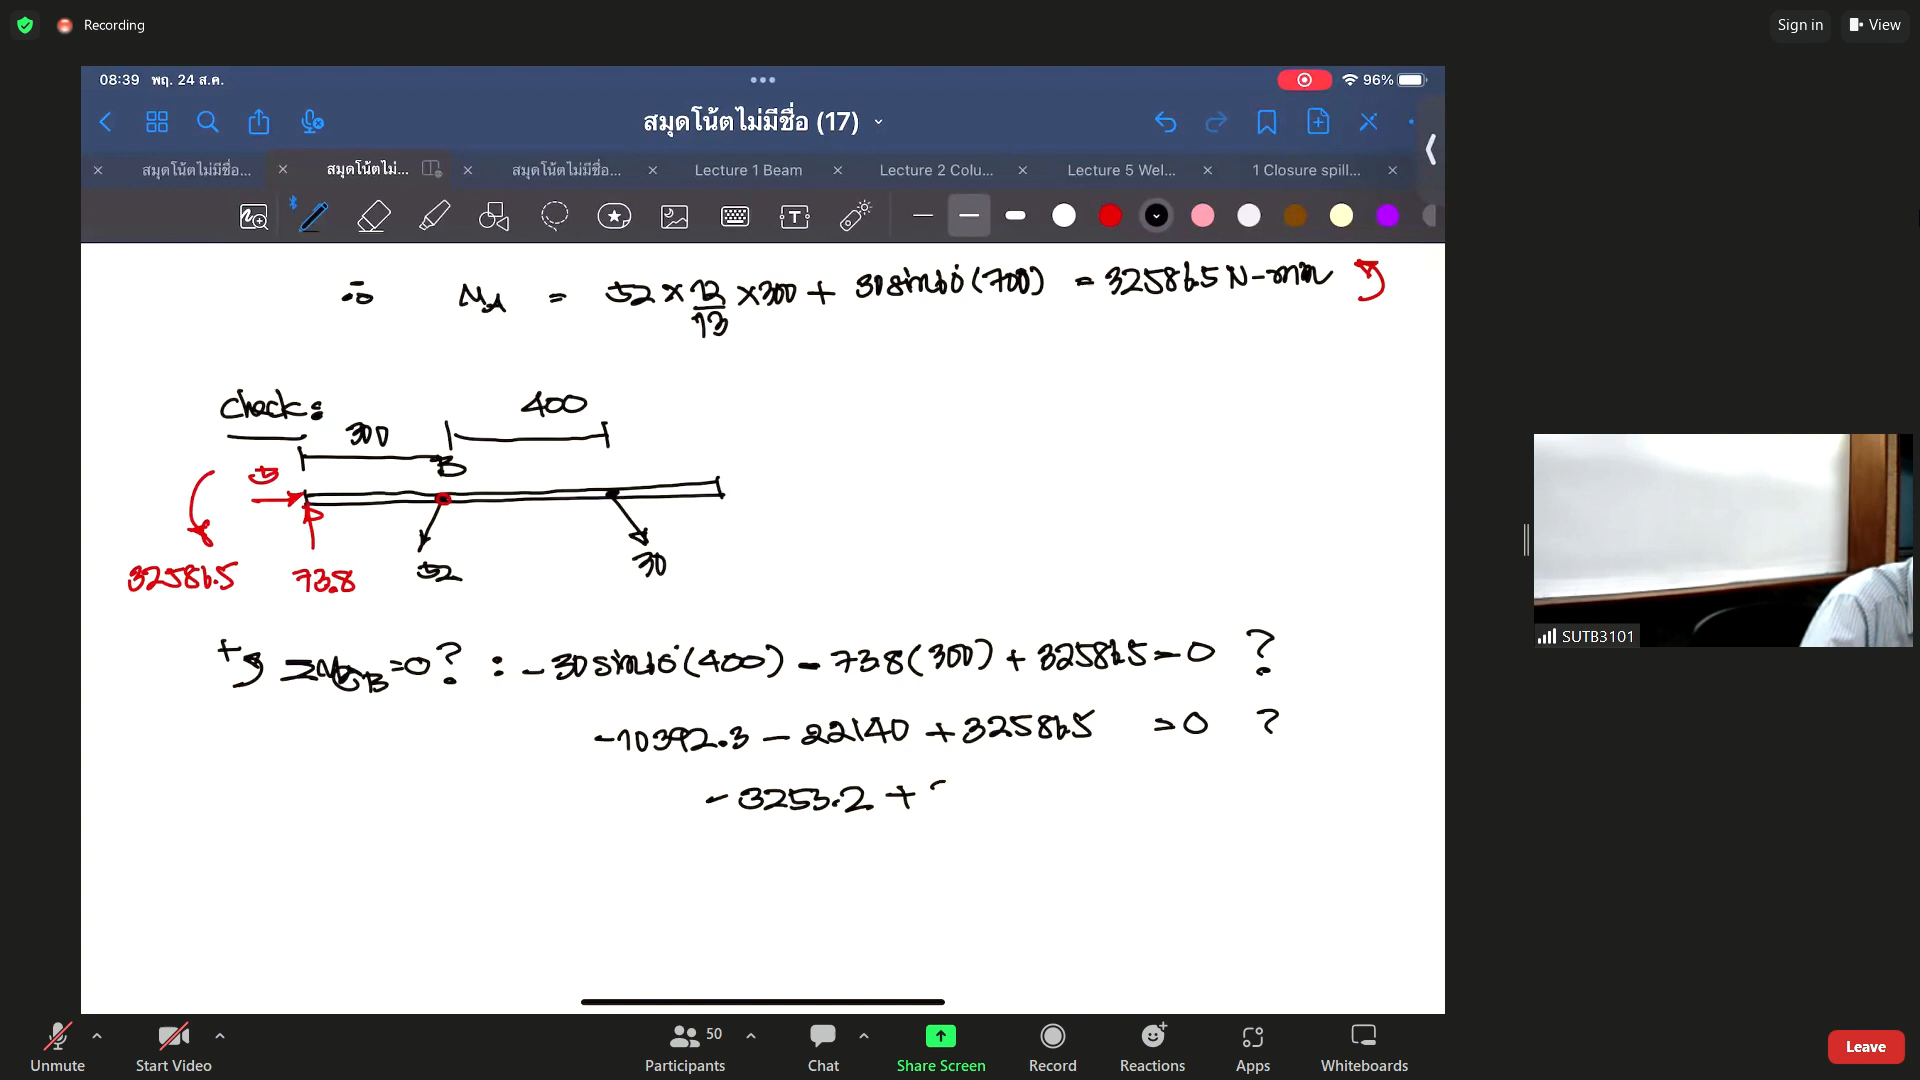 Recording
Sign in
View
08:39 พฤ. 24 ส.ค.
96%
สมุดโน้ตไม่มีชื่อ (17)
สมุดโน้ตไม่มีชื่อ...
สมุดโน้ตไม่...
สมุดโน้ตไม่มีชื่อ...
Lecture 1 Beam
Lecture 2 Colu...
Lecture 5 Wel...
1 Closure spill...
∴ MA = 52 × 12/13 × 300 + 30 sin60°(700) = 32586.5 N-mm
check:
400
300
B
5
32586.5
73.8
52
30
+ ΣM@B = 0? : - 30 sin60°(400) - 73.8(300) + 32586.5 = 0 ?
-10392.3 - 22140 + 32586.5 = 0 ?
- 3253.2 +
SUTB3101
Unmute
Start Video
50
Participants
Chat
Share Screen
Record
Reactions
Apps
Whiteboards
Leave